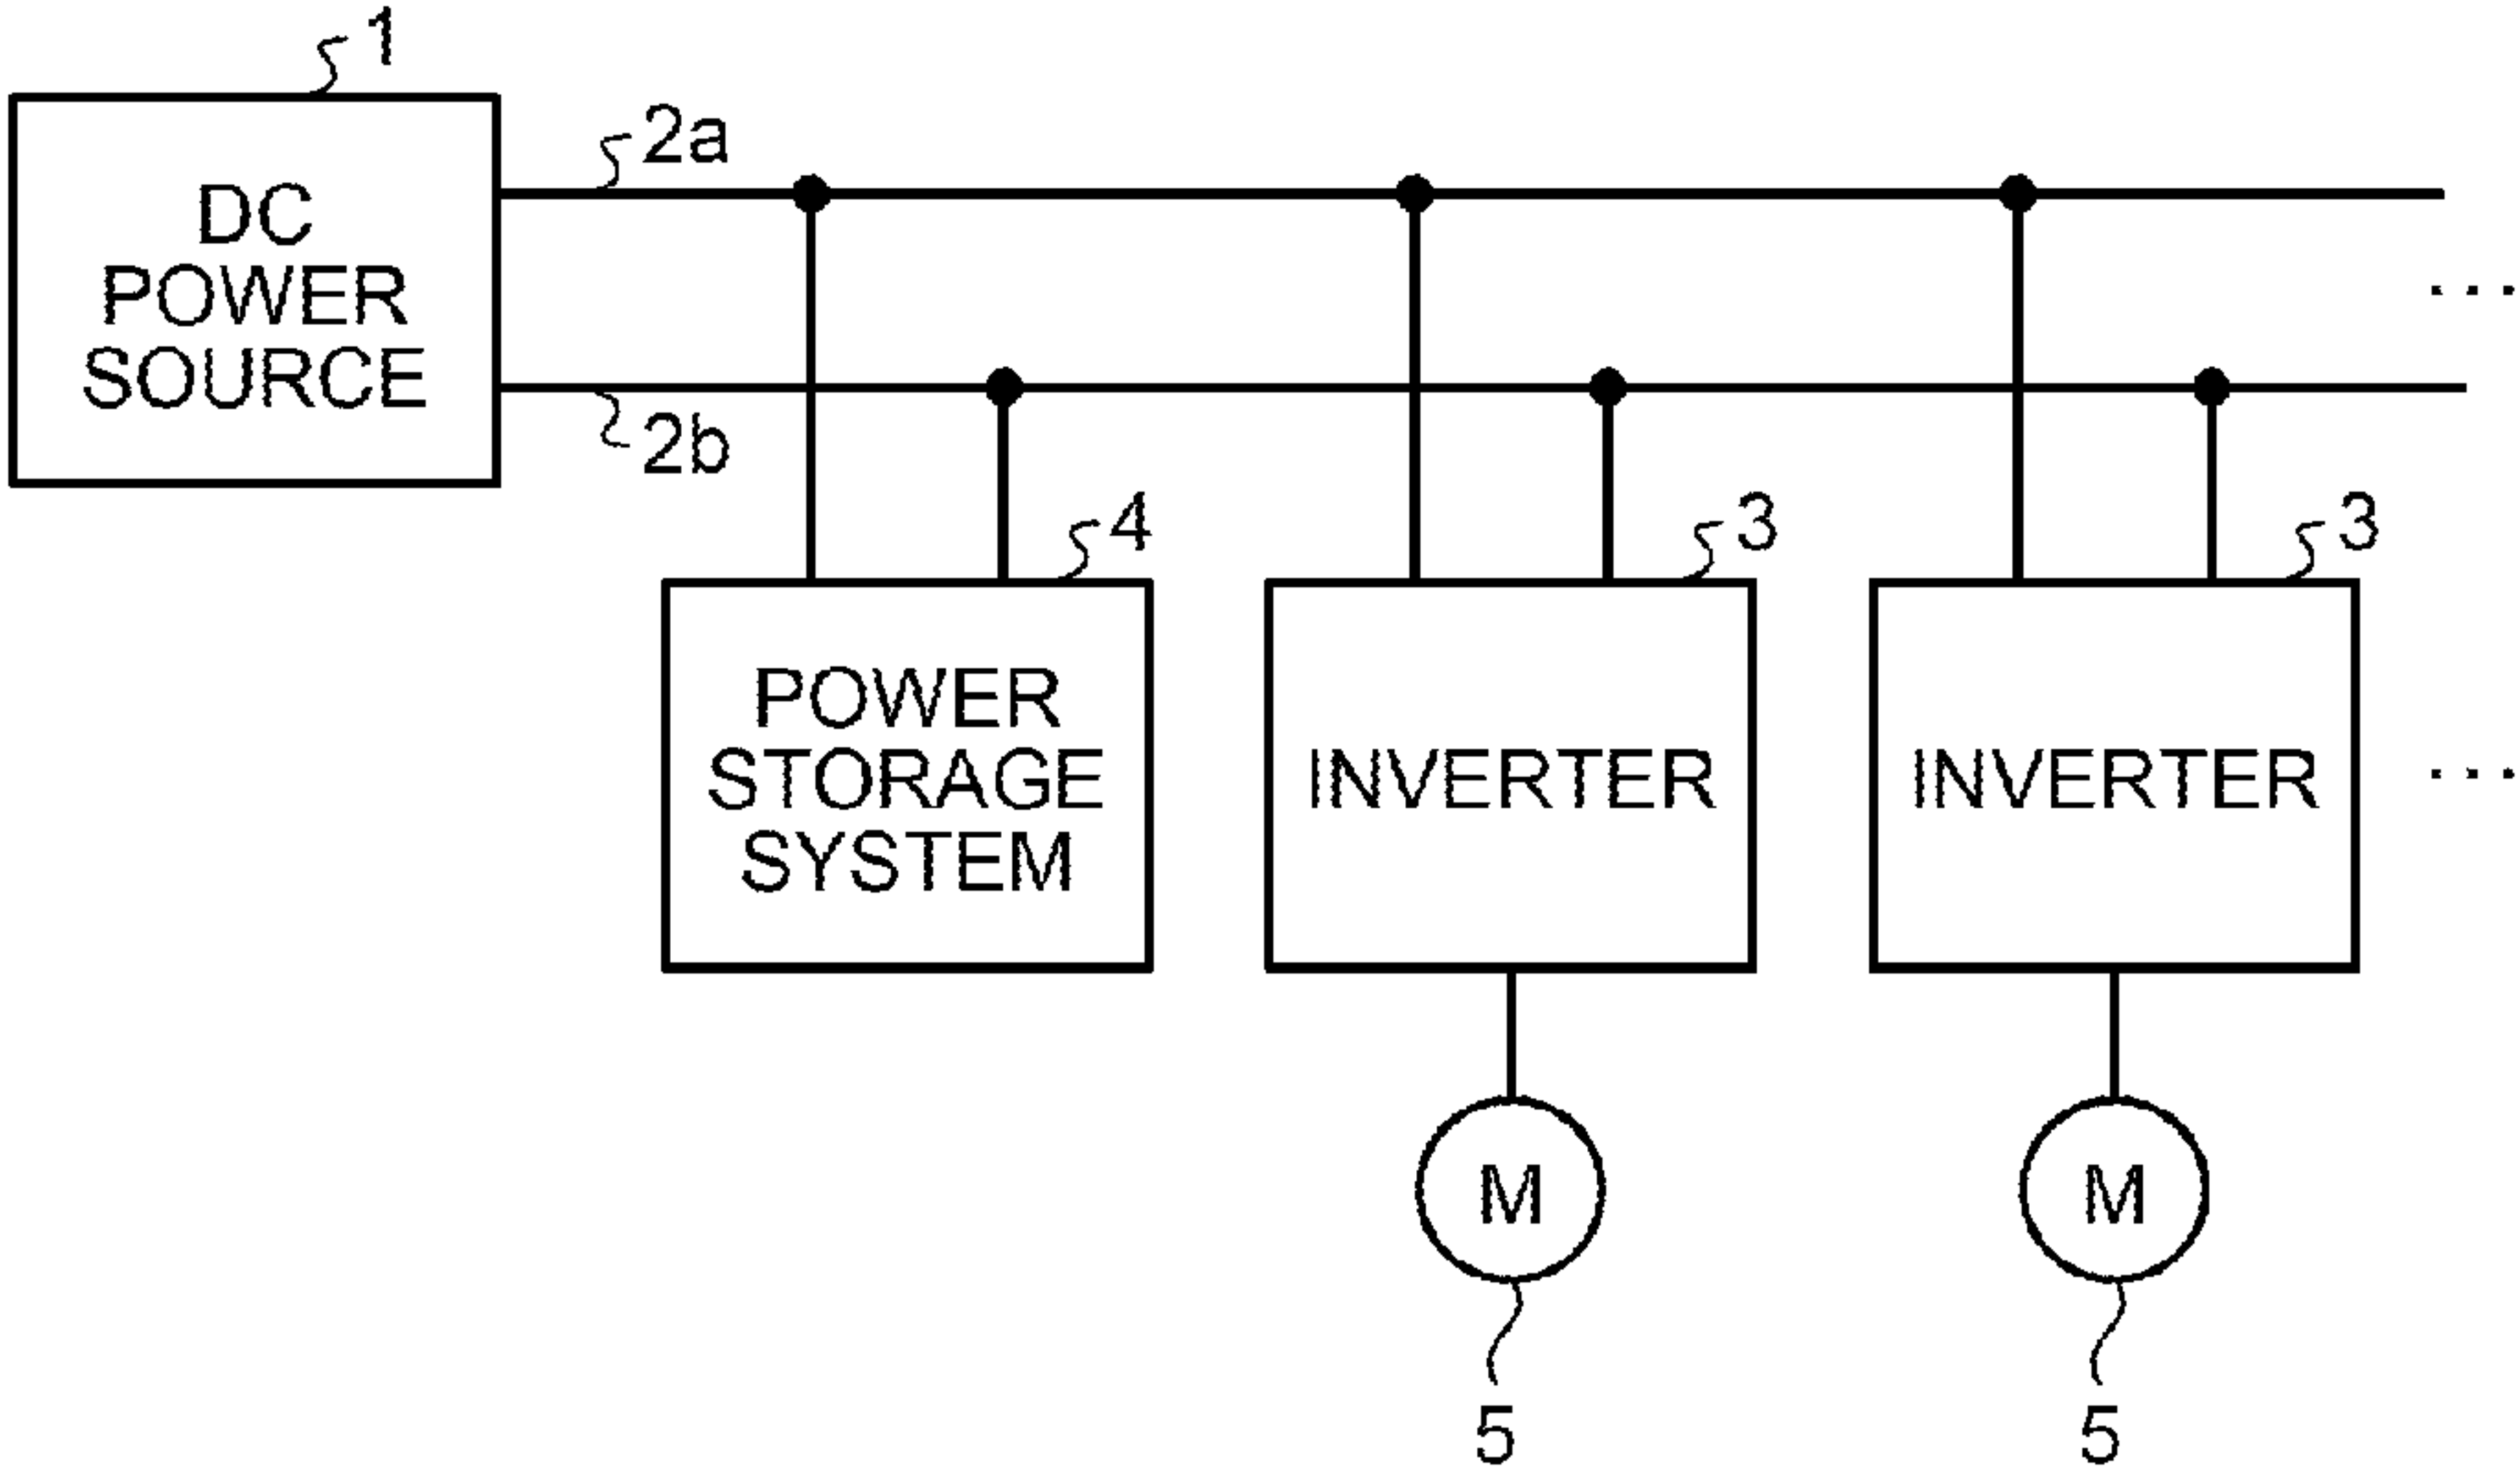 1
DC
POWER
SOURCE
2a
2b
4
3
3
...
POWER
STORAGE
SYSTEM
INVERTER
INVERTER
...
M
M
5
5